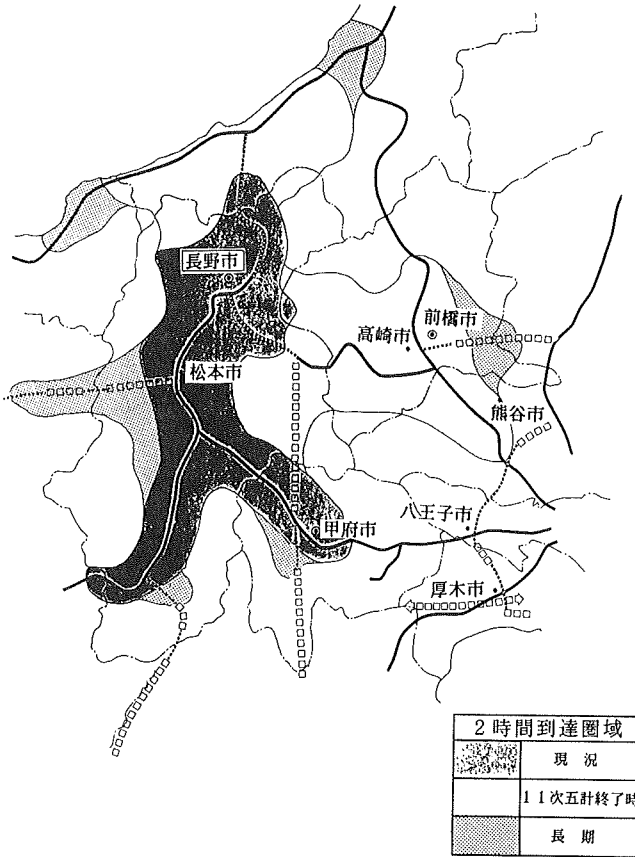 長野市
前橋市
高崎市
松本市
熊谷市
八王子市
甲府市
厚木市
2時間到達圏域
現況
11次五計終了時
長期